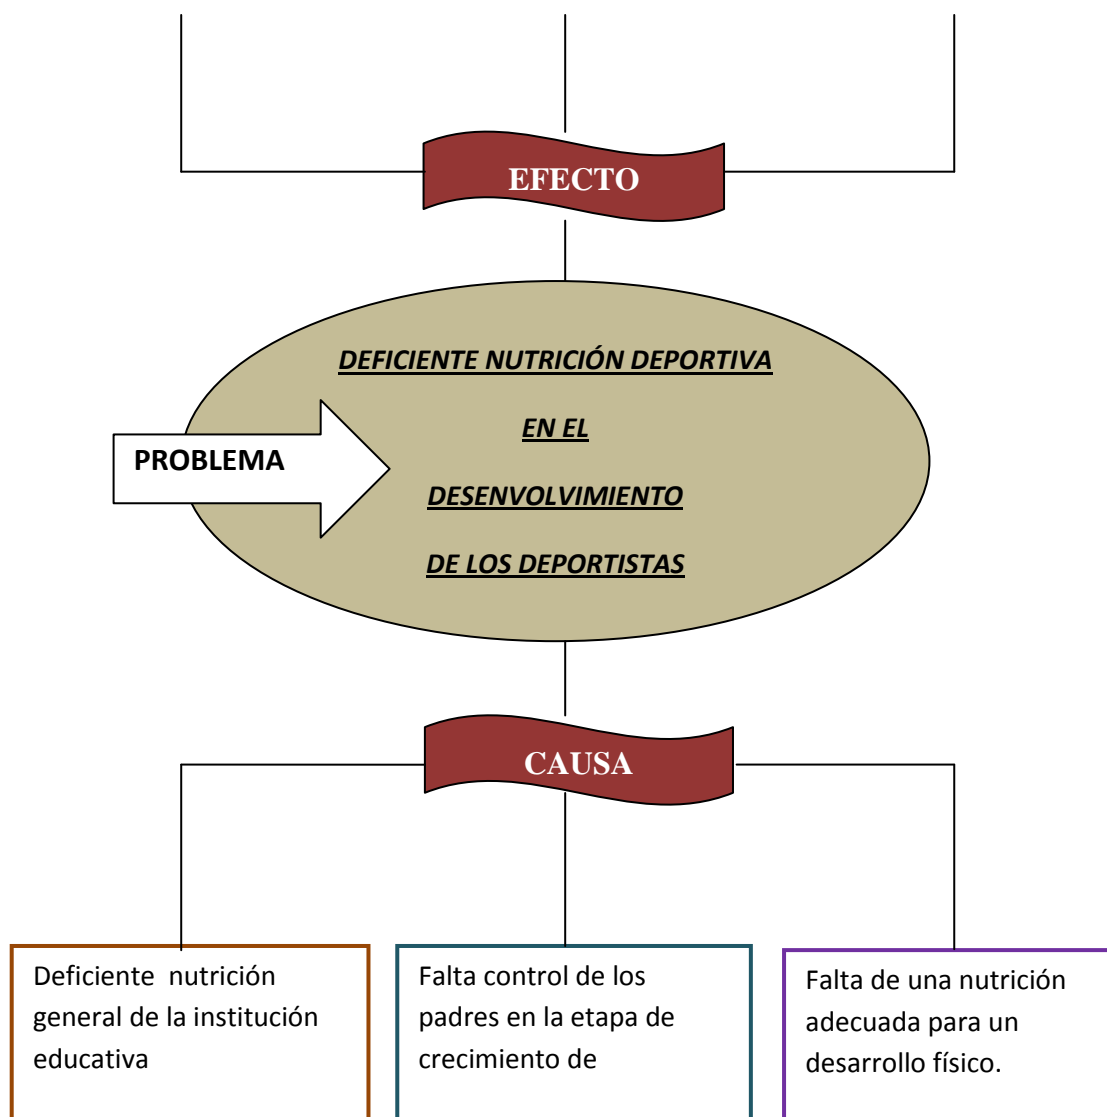 EFECTO
DEFICIENTE NUTRICIÓN DEPORTIVA
EN EL
PROBLEMA
DESENVOLVIMIENTO
DE LOS DEPORTISTAS
CAUSA
Deficiente nutrición
general de la institución
educativa
Falta control de los
padres en la etapa de
crecimiento de
Falta de una nutrición
adecuada para un
desarrollo físico.